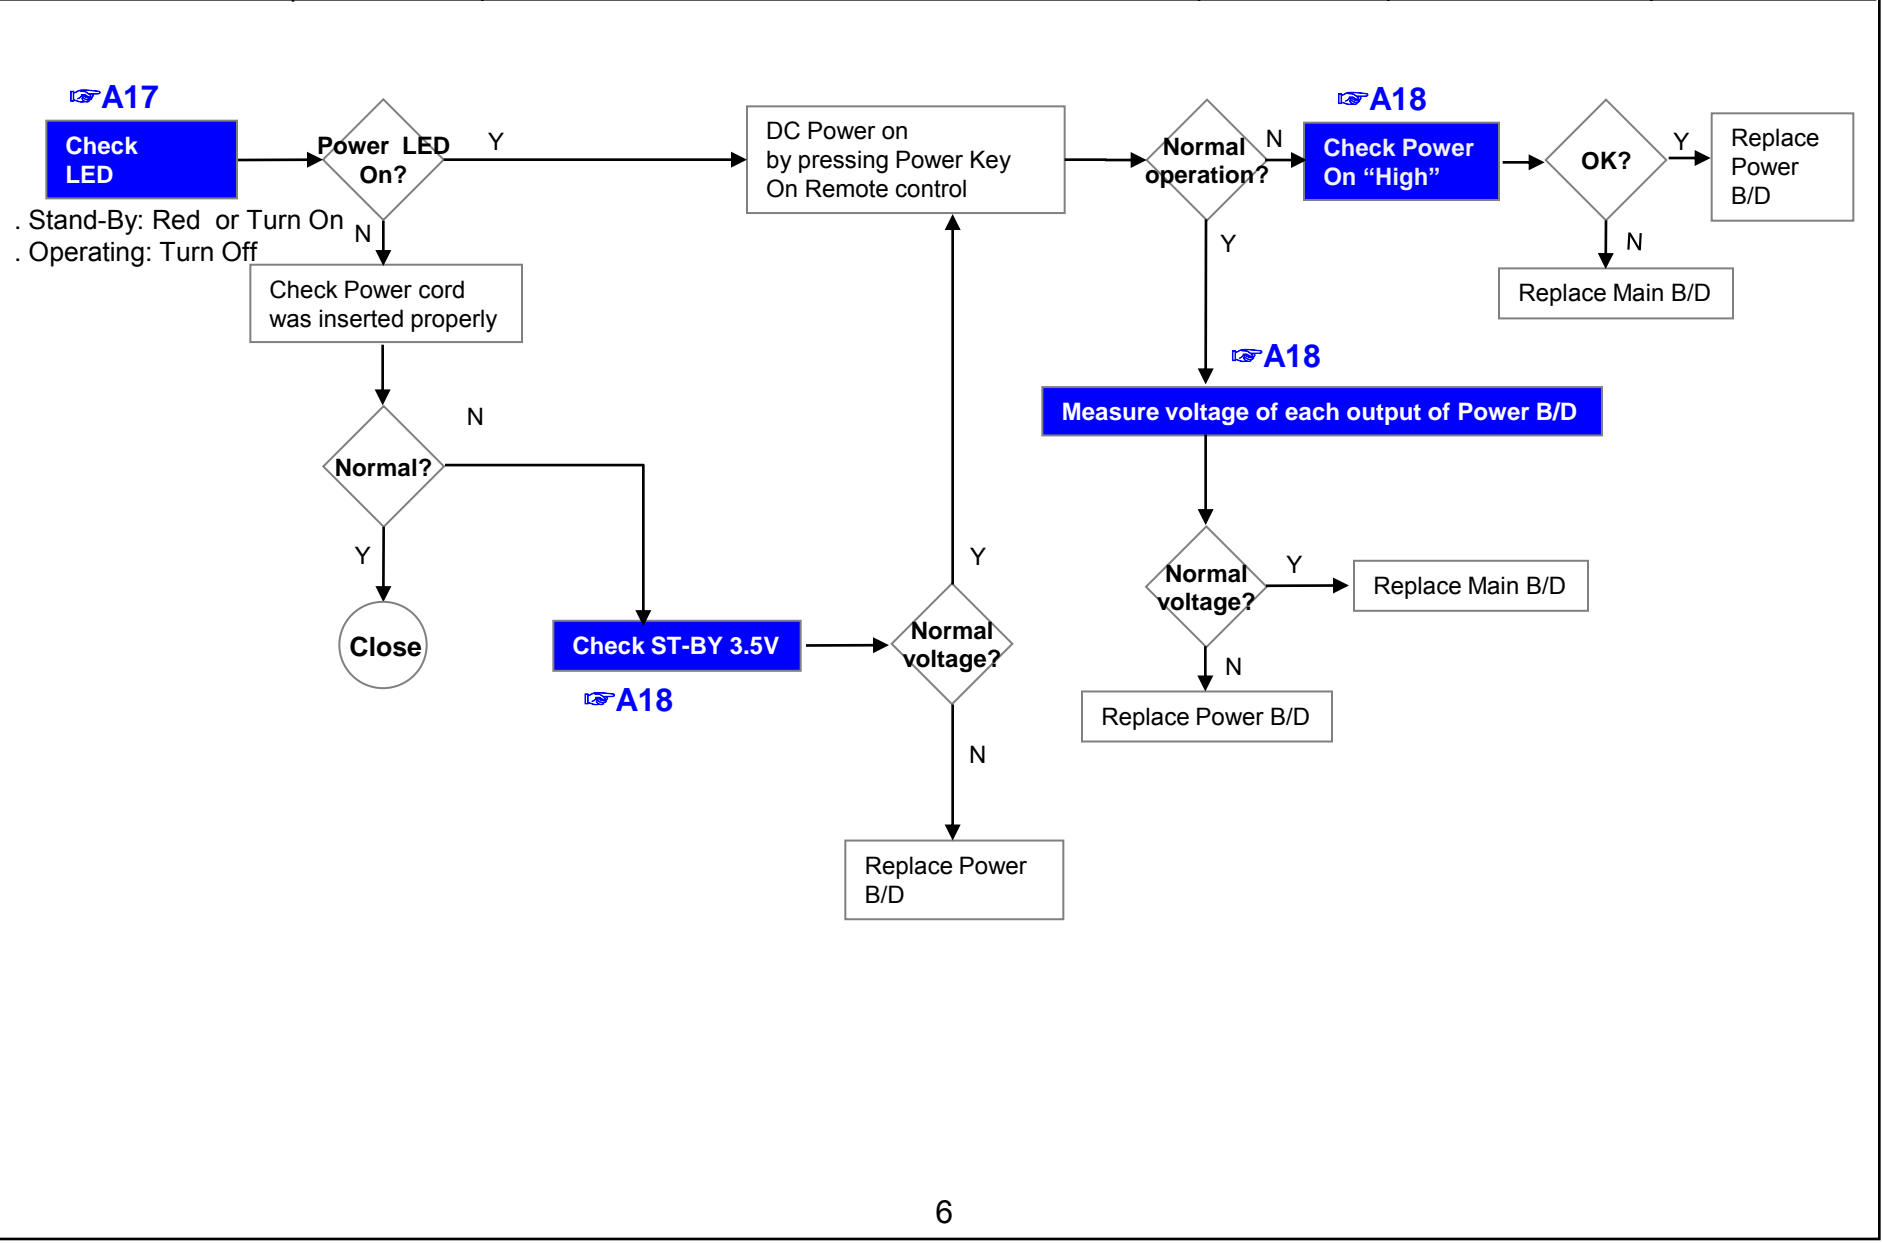 ☞A17
Check
LED
. Stand-By: Red or Turn On
. Operating: Turn Off
Power LED
On?
Y
N
Check Power cord
was inserted properly
Normal?
N
Y
Close
Check ST-BY 3.5V
☞A18
Normal
voltage?
Y
N
Replace Power
B/D
DC Power on
by pressing Power Key
On Remote control
Normal
operation?
N
Y
☞A18
Check Power
On “High”
OK?
Y
Replace
Power
B/D
N
Replace Main B/D
☞A18
Measure voltage of each output of Power B/D
Normal
voltage?
Y
Replace Main B/D
N
Replace Power B/D
6